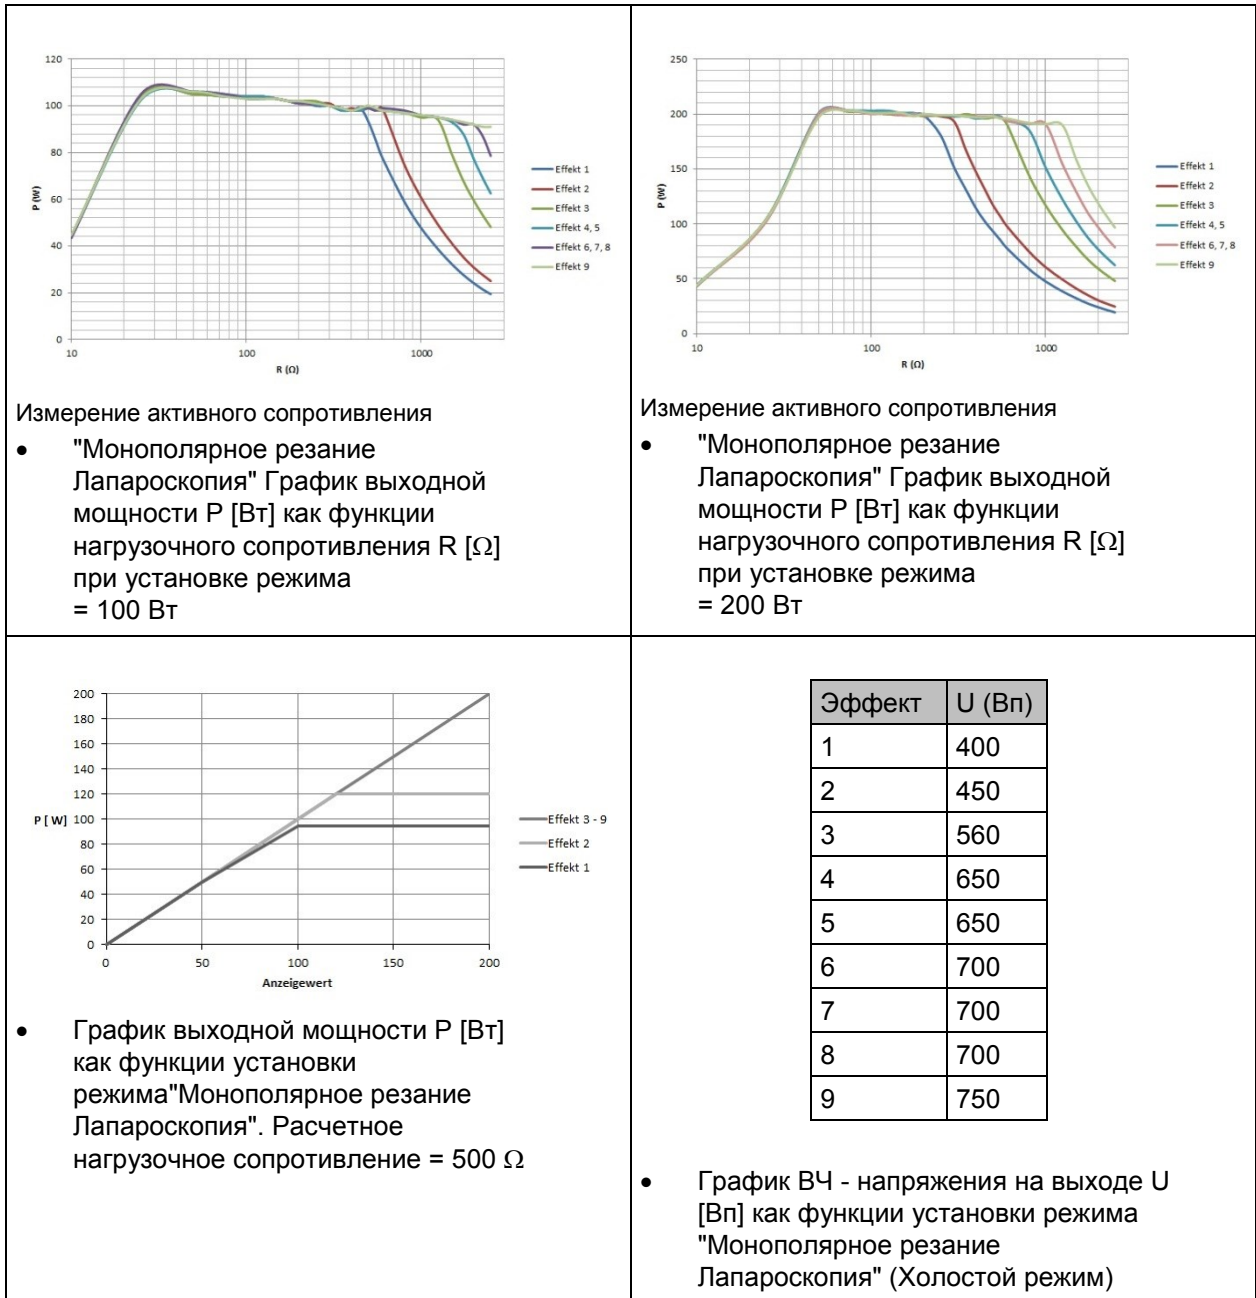 120
100
80
60
40
20
0
P (W)
10
100
1000
R (Ω)
Effekt 1
Effekt 2
Effekt 3
Effekt 4, 5
Effekt 6, 7, 8
Effekt 9
Измерение активного сопротивления
• "Монополярное резание
Лапароскопия" График выходной
мощности P [Вт] как функции
нагрузочного сопротивления R [Ω]
при установке режима
= 100 Вт
250
200
150
100
50
0
P (W)
10
100
1000
R (Ω)
Effekt 1
Effekt 2
Effekt 3
Effekt 4, 5
Effekt 6, 7, 8
Effekt 9
Измерение активного сопротивления
• "Монополярное резание
Лапароскопия" График выходной
мощности P [Вт] как функции
нагрузочного сопротивления R [Ω]
при установке режима
= 200 Вт
200
180
160
140
120
100
80
60
40
20
0
P [ W]
0
50
100
150
200
Anzeigewert
Effekt 3 - 9
Effekt 2
Effekt 1
• График выходной мощности P [Вт]
как функции установки
режима"Монополярное резание
Лапароскопия". Расчетное
нагрузочное сопротивление = 500 Ω
Эффект U (Вп)
1 400
2 450
3 560
4 650
5 650
6 700
7 700
8 700
9 750
• График ВЧ - напряжения на выходе U
[Вп] как функции установки режима
"Монополярное резание
Лапароскопия" (Холостой режим)